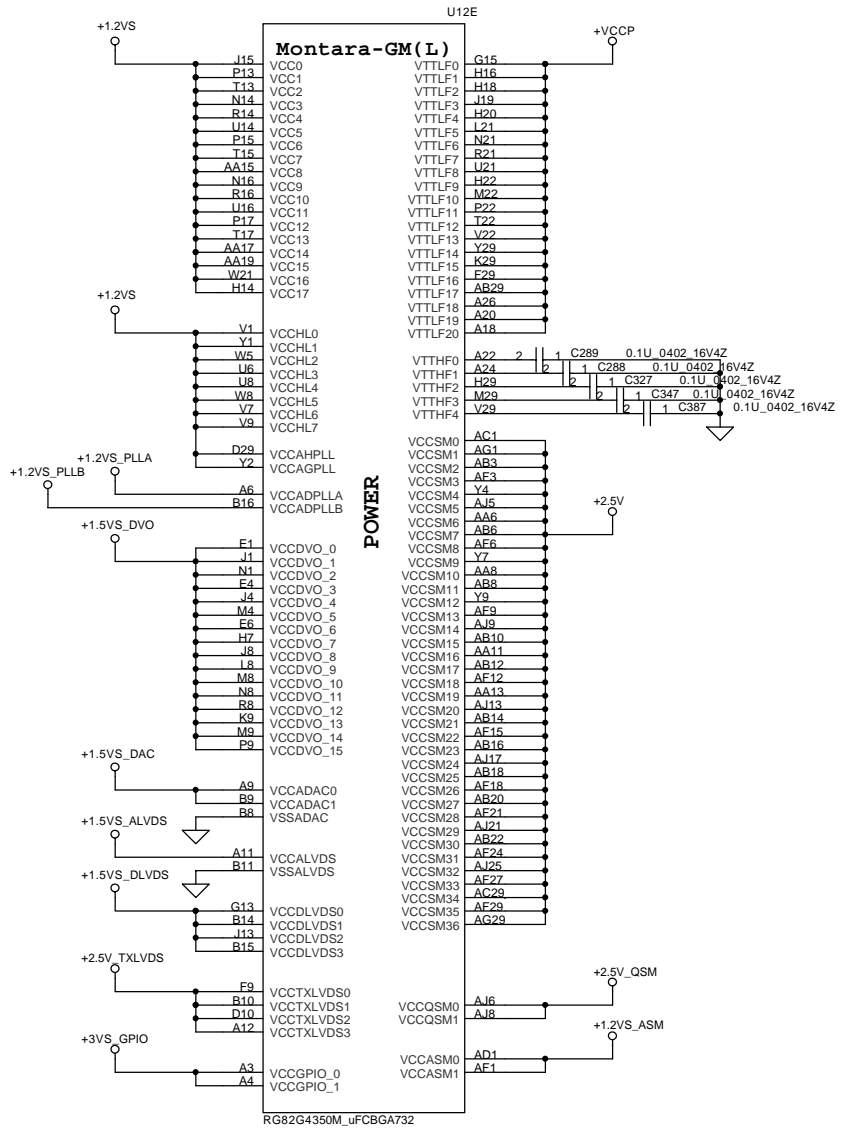 U12E
+1.2VS
+VCCP
Montara-GM(L)
J15 VCC0
P13 VCC1
T13 VCC2
N14 VCC3
R14 VCC4
U14 VCC5
P15 VCC6
T15 VCC7
AA15 VCC8
N16 VCC9
R16 VCC10
U16 VCC11
P17 VCC12
T17 VCC13
AA17 VCC14
AA19 VCC15
W21 VCC16
H14 VCC17
+1.2VS
V1 VCCHL0
Y1 VCCHL1
W5 VCCHL2
U6 VCCHL3
U8 VCCHL4
W8 VCCHL5
V7 VCCHL6
V9 VCCHL7
D29 VCCAHPLL
Y2 VCCAGPLL
+1.2VS_PLLA
+1.2VS_PLLB
A6 VCCADPLLA
B16 VCCADPLLB
+1.5VS_DVO
E1 VCCDVO_0
J1 VCCDVO_1
N1 VCCDVO_2
E4 VCCDVO_3
J4 VCCDVO_4
M4 VCCDVO_5
E6 VCCDVO_6
H7 VCCDVO_7
J8 VCCDVO_8
L8 VCCDVO_9
M8 VCCDVO_10
N8 VCCDVO_11
R8 VCCDVO_12
K9 VCCDVO_13
M9 VCCDVO_14
P9 VCCDVO_15
+1.5VS_DAC
A9 VCCADAC0
B9 VCCADAC1
B8 VSSADAC
+1.5VS_ALVDS
A11 VCCALVDS
B11 VSSALVDS
+1.5VS_DLVDS
G13 VCCDLVDS0
B14 VCCDLVDS1
J13 VCCDLVDS2
B15 VCCDLVDS3
+2.5V_TXLVDS
F9 VCCTXLVDS0
B10 VCCTXLVDS1
D10 VCCTXLVDS2
A12 VCCTXLVDS3
+3VS_GPIO
A3 VCCGPIO_0
A4 VCCGPIO_1
POWER
VTTLF0 G15
VTTLF1 H16
VTTLF2 H18
VTTLF3 J19
VTTLF4 H20
VTTLF5 L21
VTTLF6 N21
VTTLF7 R21
VTTLF8 U21
VTTLF9 H22
VTTLF10 M22
VTTLF11 P22
VTTLF12 T22
VTTLF13 V22
VTTLF14 Y29
VTTLF15 K29
VTTLF16 F29
VTTLF17 AB29
VTTLF18 A26
VTTLF19 A20
VTTLF20 A18
VTTHF0 A22 2 1 C289 0.1U_0402_16V4Z
VTTHF1 A24 2 1 C288 0.1U_0402_16V4Z
VTTHF2 H29 2 1 C327 0.1U_0402_16V4Z
VTTHF3 M29 2 1 C347 0.1U_0402_16V4Z
VTTHF4 V29 2 1 C387 0.1U_0402_16V4Z
VCCSM0 AC1
VCCSM1 AG1
VCCSM2 AB3
VCCSM3 AF3
VCCSM4 Y4
VCCSM5 AJ5
VCCSM6 AA6
VCCSM7 AB6
VCCSM8 AF6
VCCSM9 Y7
VCCSM10 AA8
VCCSM11 AB8
VCCSM12 Y9
VCCSM13 AF9
VCCSM14 AJ9
VCCSM15 AB10
VCCSM16 AA11
VCCSM17 AB12
VCCSM18 AF12
VCCSM19 AA13
VCCSM20 AJ13
VCCSM21 AB14
VCCSM22 AF15
VCCSM23 AB16
VCCSM24 AJ17
VCCSM25 AB18
VCCSM26 AF18
VCCSM27 AB20
VCCSM28 AF21
VCCSM29 AJ21
VCCSM30 AB22
VCCSM31 AF24
VCCSM32 AJ25
VCCSM33 AF27
VCCSM34 AC29
VCCSM35 AF29
VCCSM36 AG29
+2.5V
+2.5V_QSM
VCCQSM0 AJ6
VCCQSM1 AJ8
+1.2VS_ASM
VCCASM0 AD1
VCCASM1 AF1
RG82G4350M_uFCBGA732